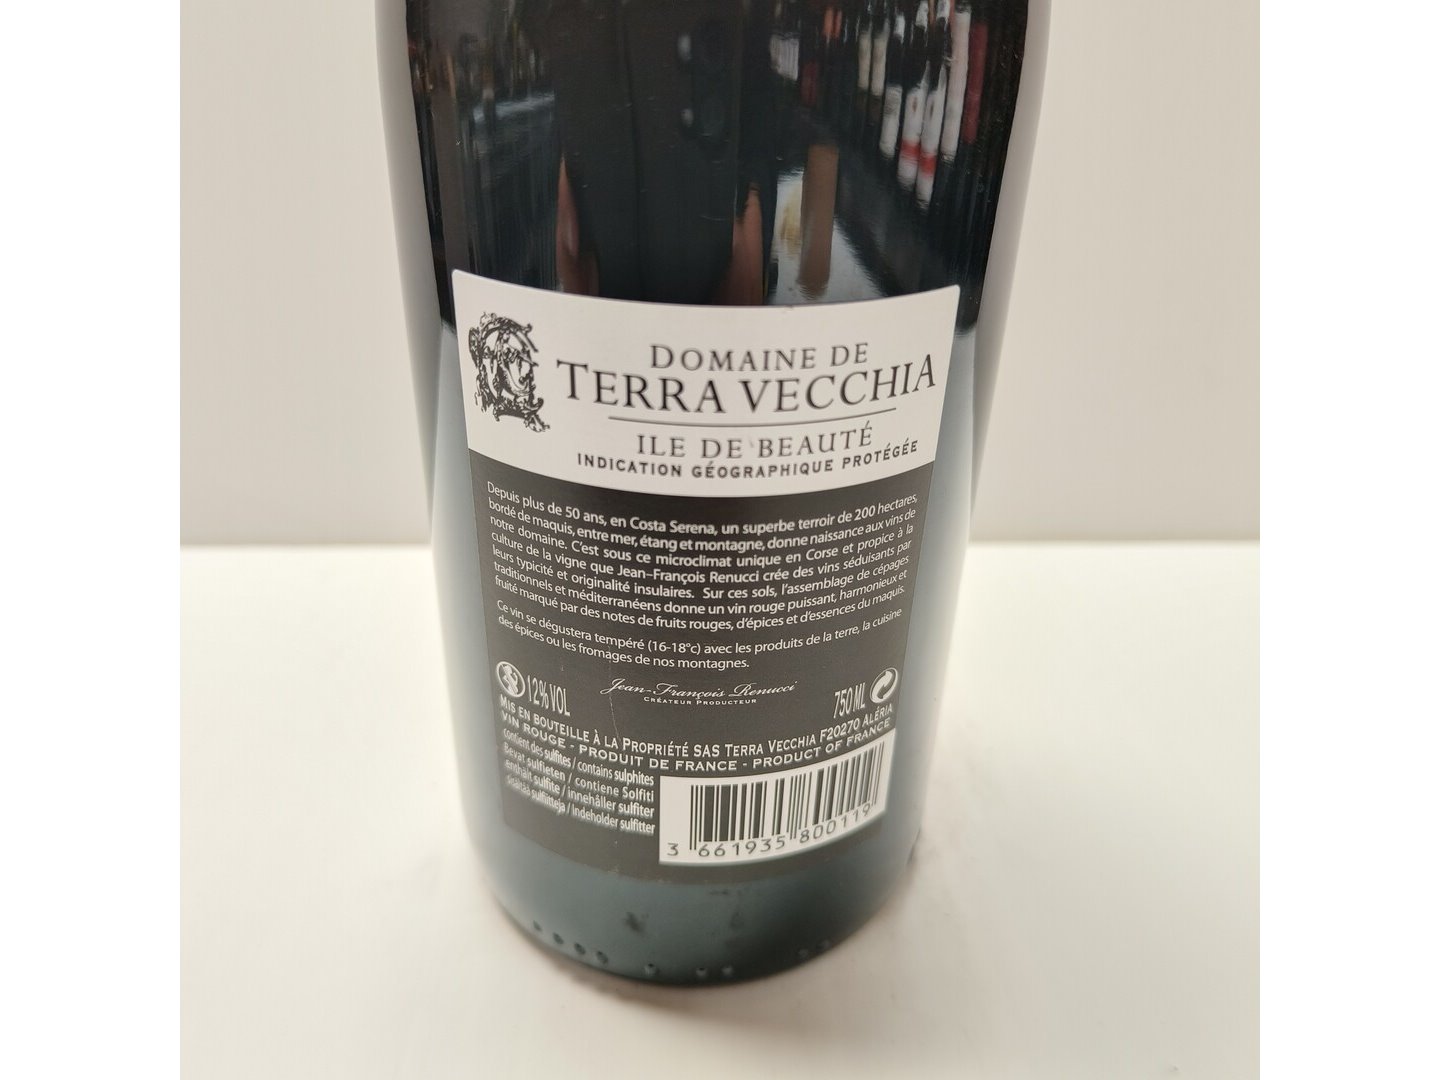 DOMAINE DE
TERRA VECCHIA
ILE DE BEAUTÉ
INDICATION GÉOGRAPHIQUE PROTÉGÉE
Depuis plus de 50 ans, en Costa Serena, un superbe terroir de 200 hectares,
bordé de maquis, entre mer, étang et montagne, donne naissance aux vins de
notre domaine. C'est sous ce microclimat unique en Corse et propice à la
culture de la vigne que Jean-François Renucci crée des vins séduisants par
leurs typicité et originalité insulaires. Sur ces sols, l'assemblage de cépages
traditionnels et méditerranéens donne un vin rouge puissant, harmonieux et
fruité marqué par des notes de fruits rouges, d'épices et d'essences du maquis.
Ce vin se dégustera tempéré (16-18°c) avec les produits de la terre, la cuisine
des épices ou les fromages de nos montagnes.
Jean-François Renucci
CRÉATEUR PRODUCTEUR
12% VOL
750 ML
MIS EN BOUTEILLE À LA PROPRIÉTÉ SAS TERRA VECCHIA F20270 ALÉRIA
VIN ROUGE - PRODUIT DE FRANCE - PRODUCT OF FRANCE
contient des sulfites / contains sulphites
Bevat sulfieten / contiene Solfiti
enthält sulfite / innehåller sulfiter
sisältää sulfiitteja / Indeholder sulfitter
3 661935 800119